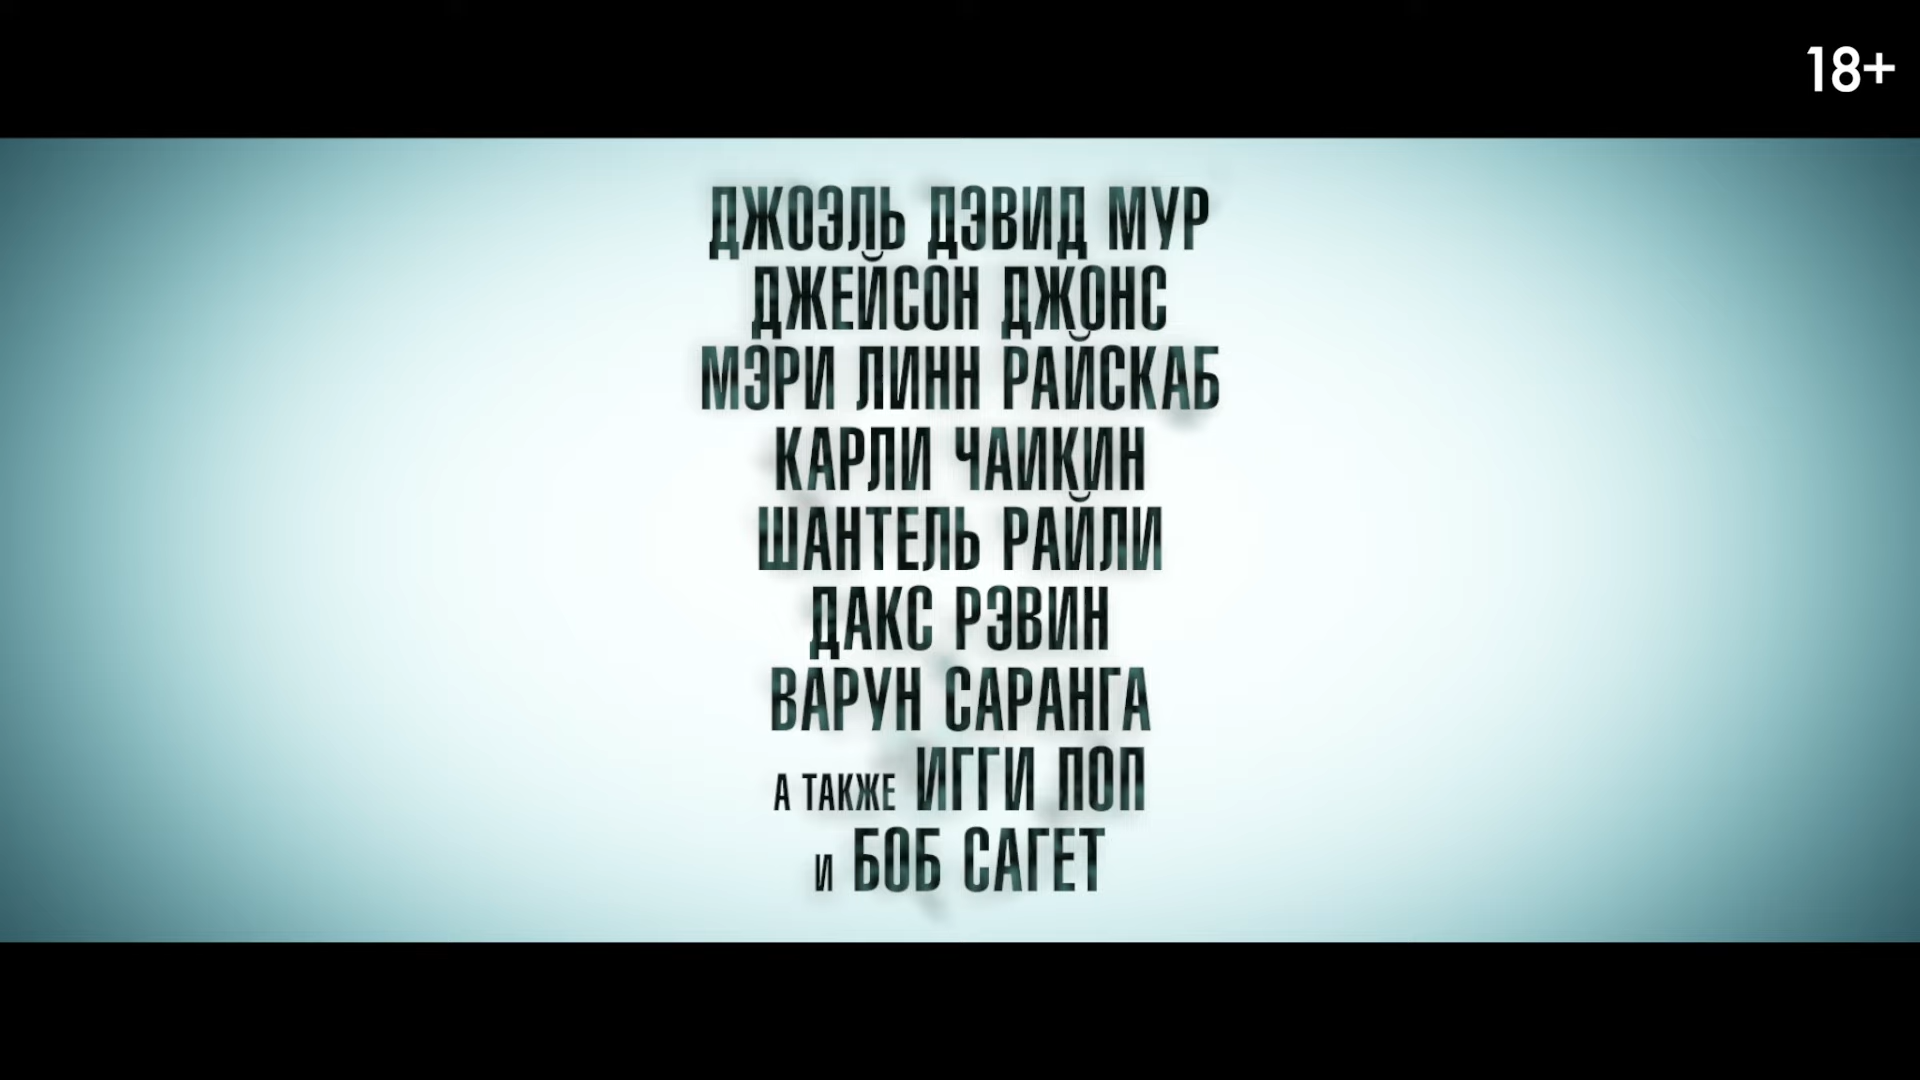 18+
ДЖОЭЛЬ ДЭВИД МУР
ДЖЕЙСОН ДЖОНС
МЭРИ ЛИНН РАЙСКАБ
КАРЛИ ЧАИКИН
ШАНТЕЛЬ РАЙЛИ
ДАКС РЭВИН
ВАРУН САРАНГА
А ТАКЖЕ ИГГИ ПОП
И БОБ САГЕТ